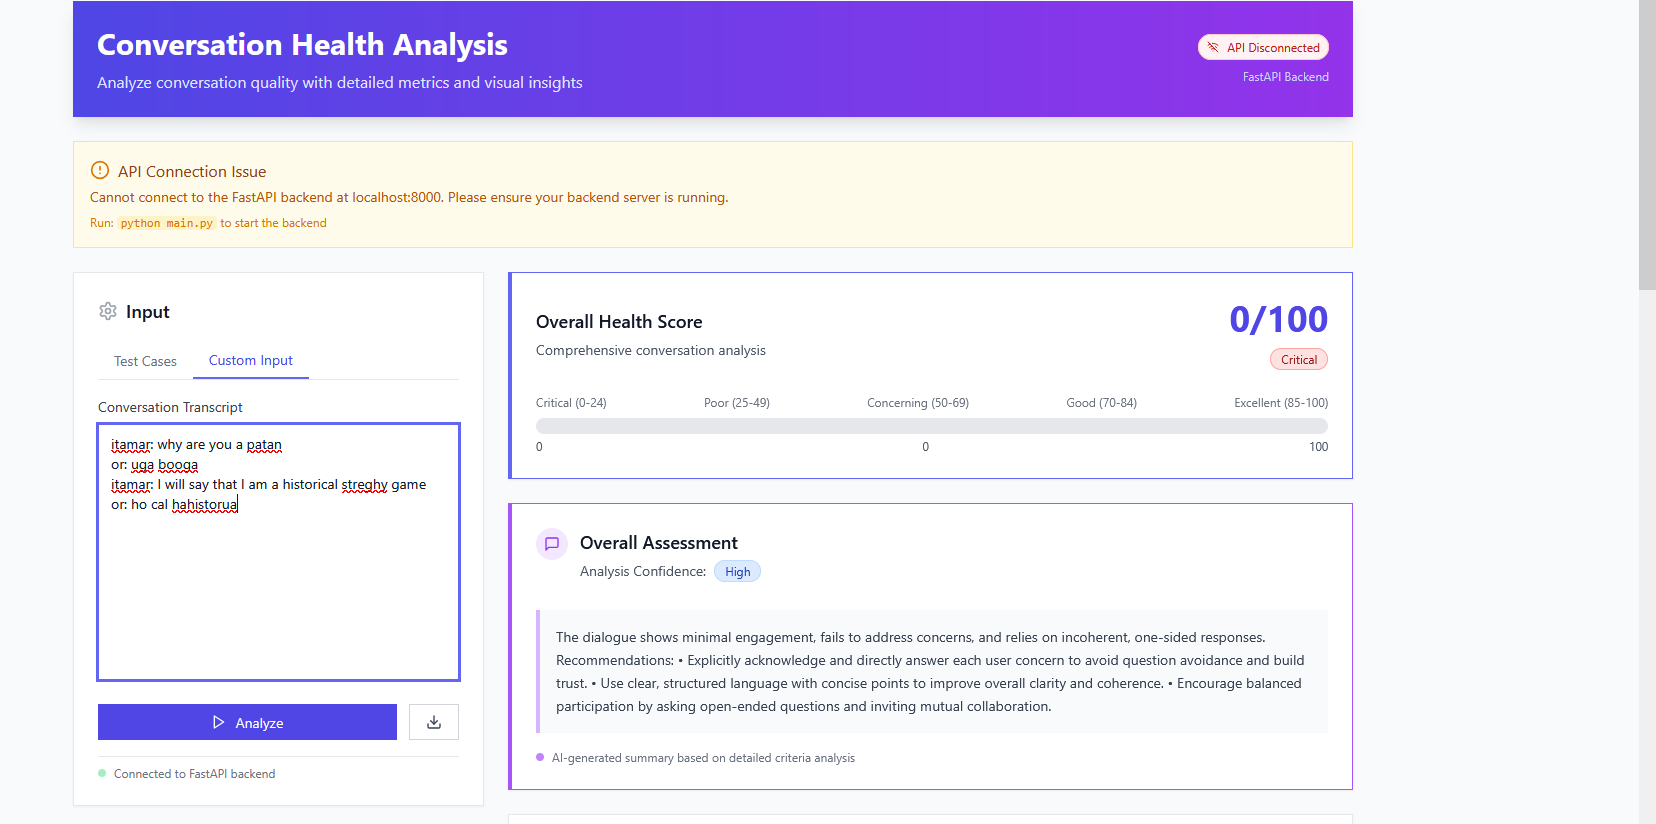 Conversation Health Analysis
Analyze conversation quality with detailed metrics and visual insights
API Disconnected
FastAPI Backend
API Connection Issue
Cannot connect to the FastAPI backend at localhost:8000. Please ensure your backend server is running.
Run: python main.py to start the backend
Input
Test Cases
Custom Input
Conversation Transcript
itamar: why are you a patan
or: uga booga
itamar: I will say that I am a historical streghy game
or: ho cal hahistorua
Analyze
Connected to FastAPI backend
Overall Health Score
Comprehensive conversation analysis
0/100
Critical
Critical (0-24) Poor (25-49) Concerning (50-69) Good (70-84) Excellent (85-100)
0 0 100
Overall Assessment
Analysis Confidence: High
The dialogue shows minimal engagement, fails to address concerns, and relies on incoherent, one-sided responses.
Recommendations: • Explicitly acknowledge and directly answer each user concern to avoid question avoidance and build
trust. • Use clear, structured language with concise points to improve overall clarity and coherence. • Encourage balanced
participation by asking open-ended questions and inviting mutual collaboration.
AI-generated summary based on detailed criteria analysis